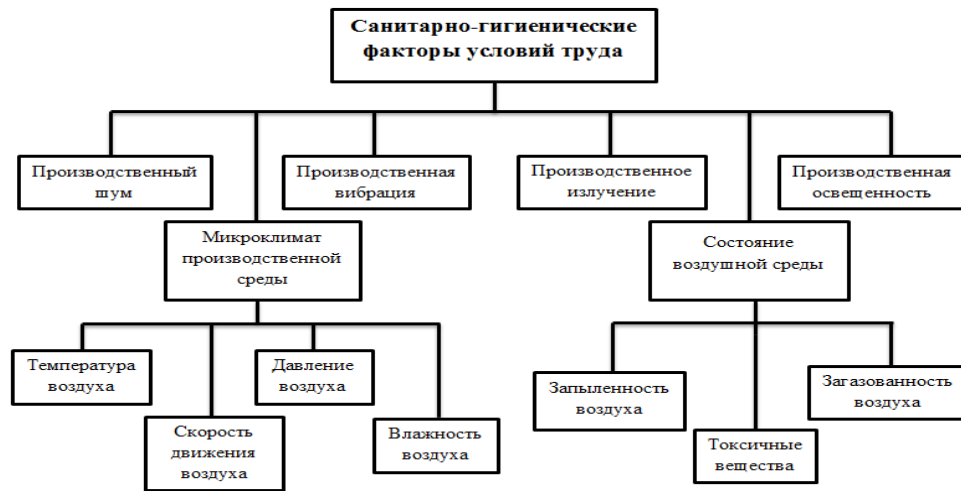 Санитарно-гигиенические
факторы условий труда
Производственный
шум
Производственная
вибрация
Производственное
излучение
Производственная
освещенность
Микроклимат
производственной
среды
Состояние
воздушной среды
Температура
воздуха
Давление
воздуха
Скорость
движения
воздуха
Влажность
воздуха
Запыленность
воздуха
Загазованность
воздуха
Токсичные
вещества